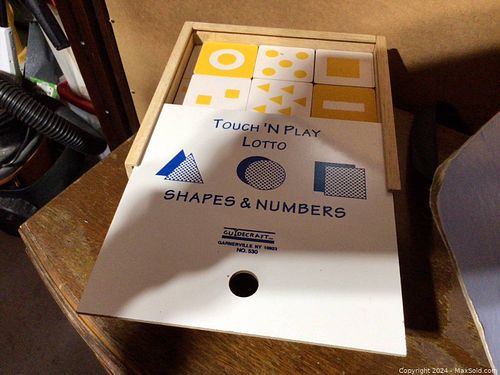 TOUCH 'N PLAY
LOTTO
SHAPES & NUMBERS
GUIDECRAFT
GARNERVILLE NY 10923
NO. 530
Copyright 2024 - MaxSold.com